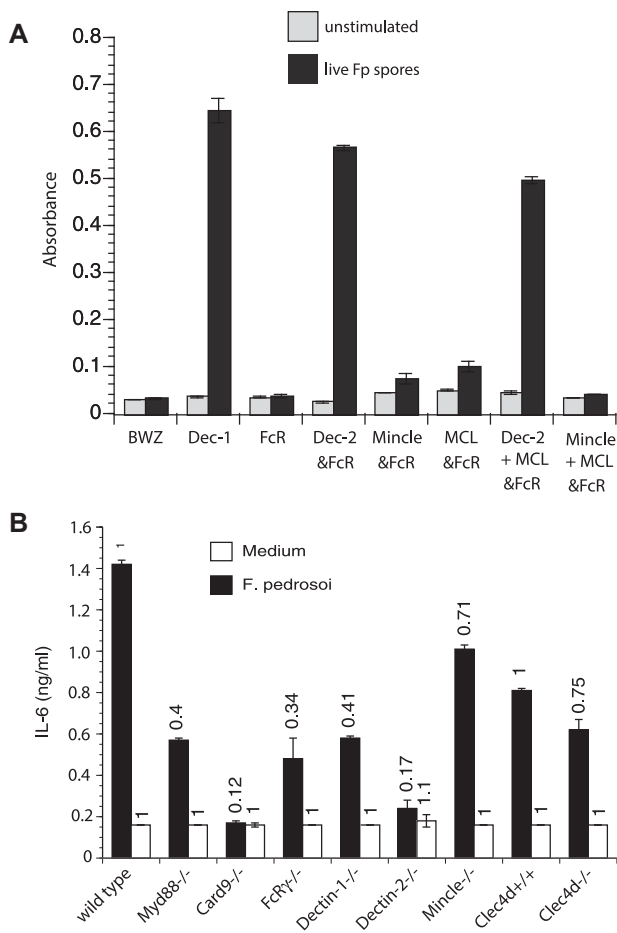 A
unstimulated
live Fp spores
0.8
0.7
0.6
0.5
0.4
0.3
0.2
0.1
0
Absorbance
BWZ
Dec-1
FcR
Dec-2
&FcR
Mincle
&FcR
MCL
&FcR
Dec-2
+ MCL
&FcR
Mincle
+ MCL
&FcR
B
Medium
F. pedrosoi
1.6
1.4
1.2
1.0
0.8
0.6
0.4
0.2
0
IL-6 (ng/ml)
1
1
0.4
1
0.12
1
0.34
1
0.41
1
0.17
1.1
0.71
1
1
1
0.75
1
wild type
Myd88-/-
Card9-/-
FcRγ-/-
Dectin-1-/-
Dectin-2-/-
Mincle-/-
Clec4d+/+
Clec4d-/-